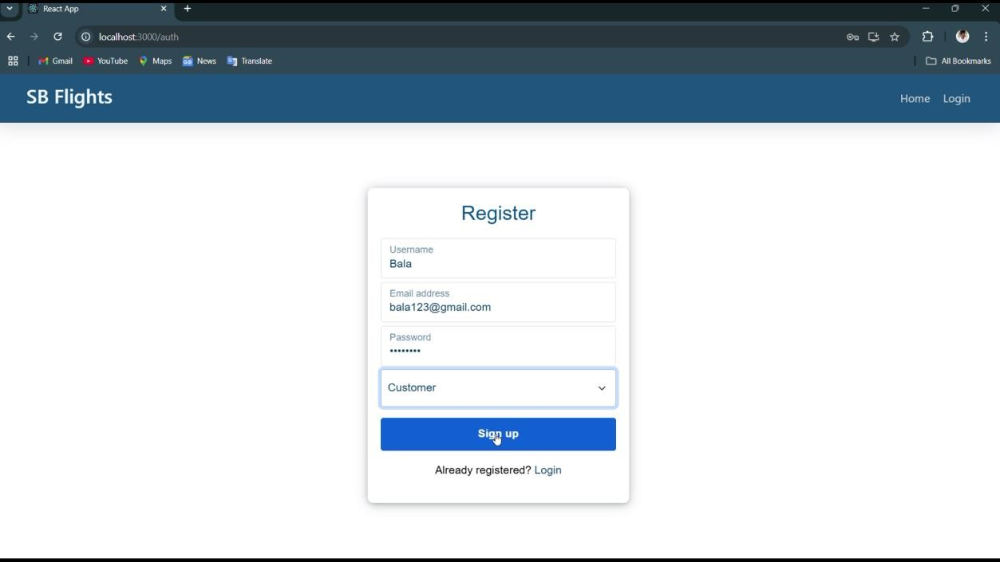 React App
localhost:3000/auth
Gmail
YouTube
Maps
News
Translate
All Bookmarks
SB Flights
Home
Login
Register
Username
Bala
Email address
bala123@gmail.com
Password
••••••••
Customer
Sign up
Already registered? Login